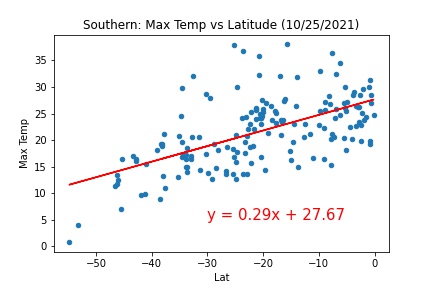 Southern: Max Temp vs Latitude (10/25/2021)
35
30
25
20
15
10
5
0
Max Temp
y = 0.29x + 27.67
−50 −40 −30 −20 −10 0
Lat